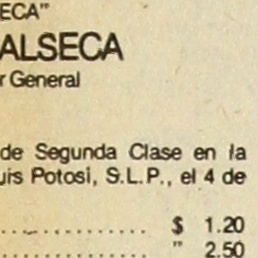 ECA"
ALSECA
r General
de Segunda Clase en la
uis Potosí, S.L.P., el 4 de
................ $ 1.20
................ " 2.50